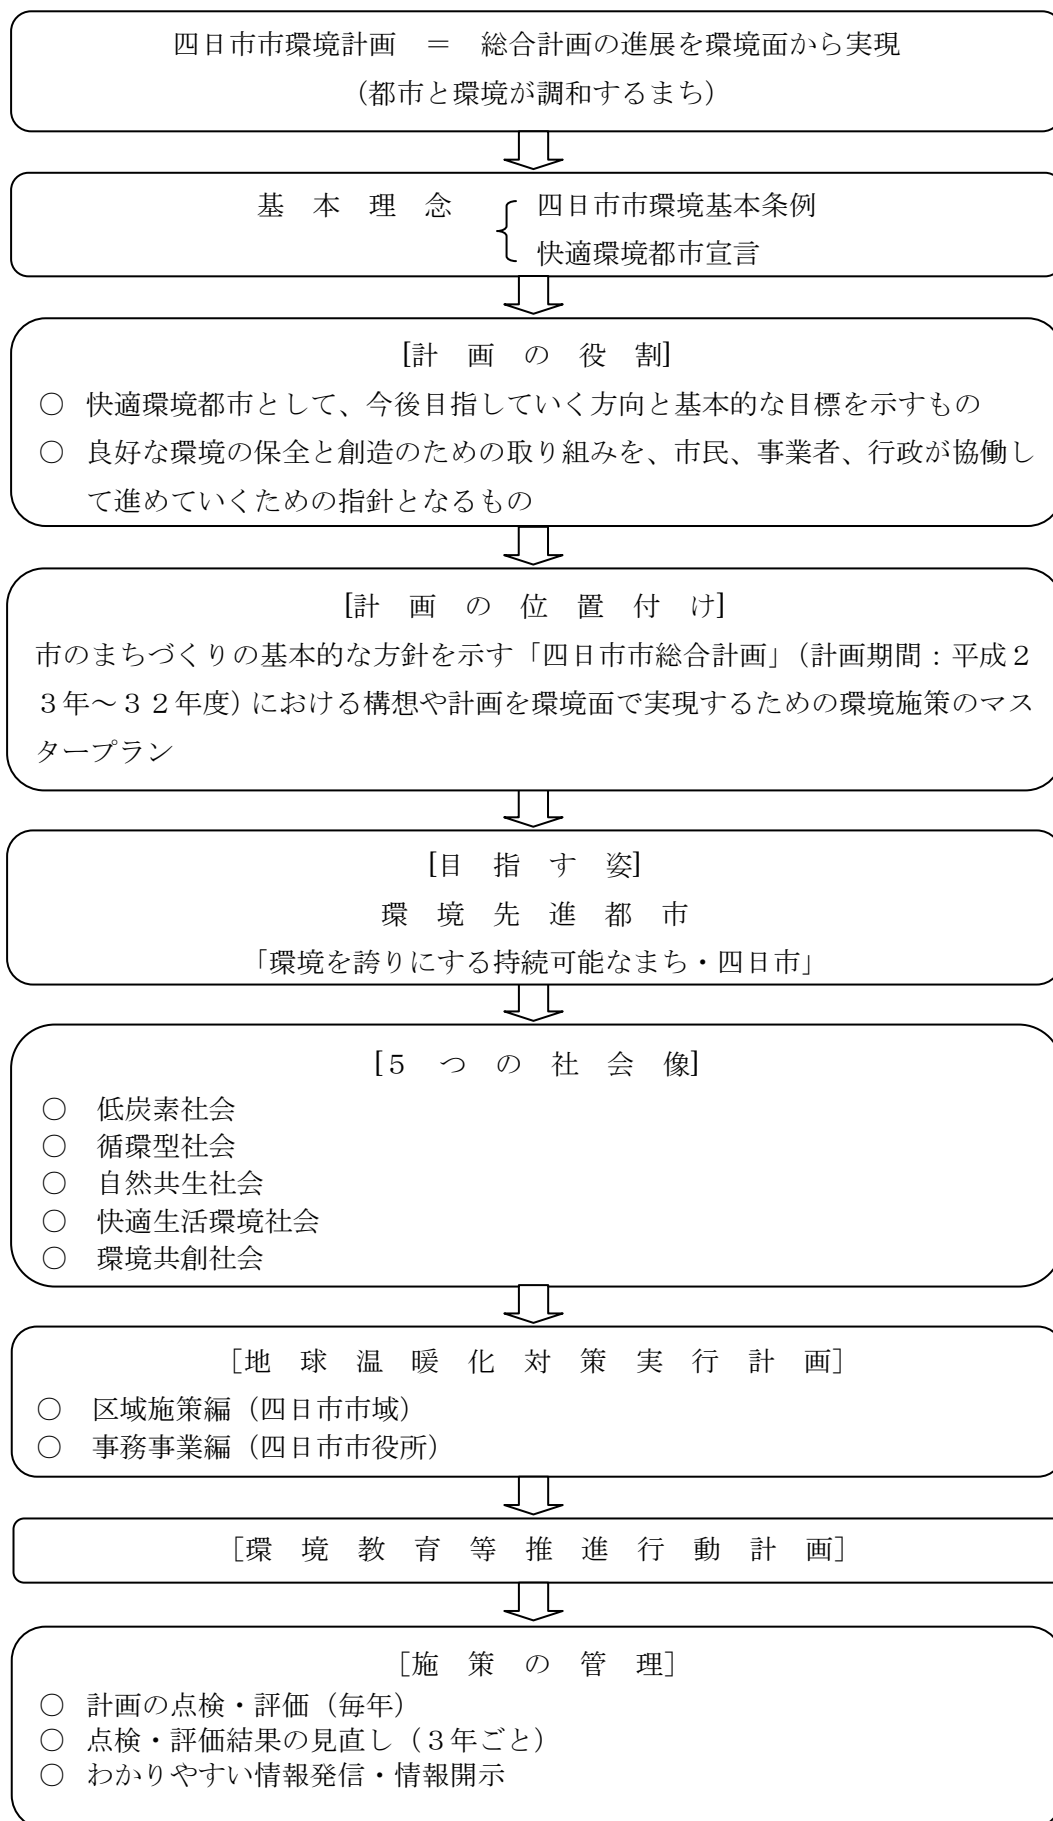 四日市市環境計画　＝　総合計画の進展を環境面から実現
（都市と環境が調和するまち）
基　本　理　念　四日市市環境基本条例
快適環境都市宣言
[計　画　の　役　割]
○　快適環境都市として、今後目指していく方向と基本的な目標を示すもの
○　良好な環境の保全と創造のための取り組みを、市民、事業者、行政が協働し
て進めていくための指針となるもの
[計　画　の　位　置　付　け]
市のまちづくりの基本的な方針を示す「四日市市総合計画」（計画期間：平成２
３年～３２年度）における構想や計画を環境面で実現するための環境施策のマス
タープラン
[目　指　す　姿]
環　境　先　進　都　市
「環境を誇りにする持続可能なまち・四日市」
[５　つ　の　社　会　像]
○　低炭素社会
○　循環型社会
○　自然共生社会
○　快適生活環境社会
○　環境共創社会
［地　球　温　暖　化　対　策　実　行　計　画］
○　区域施策編（四日市市域）
○　事務事業編（四日市市役所）
［環　境　教　育　等　推　進　行　動　計　画］
［施　策　の　管　理］
○　計画の点検・評価（毎年）
○　点検・評価結果の見直し（３年ごと）
○　わかりやすい情報発信・情報開示